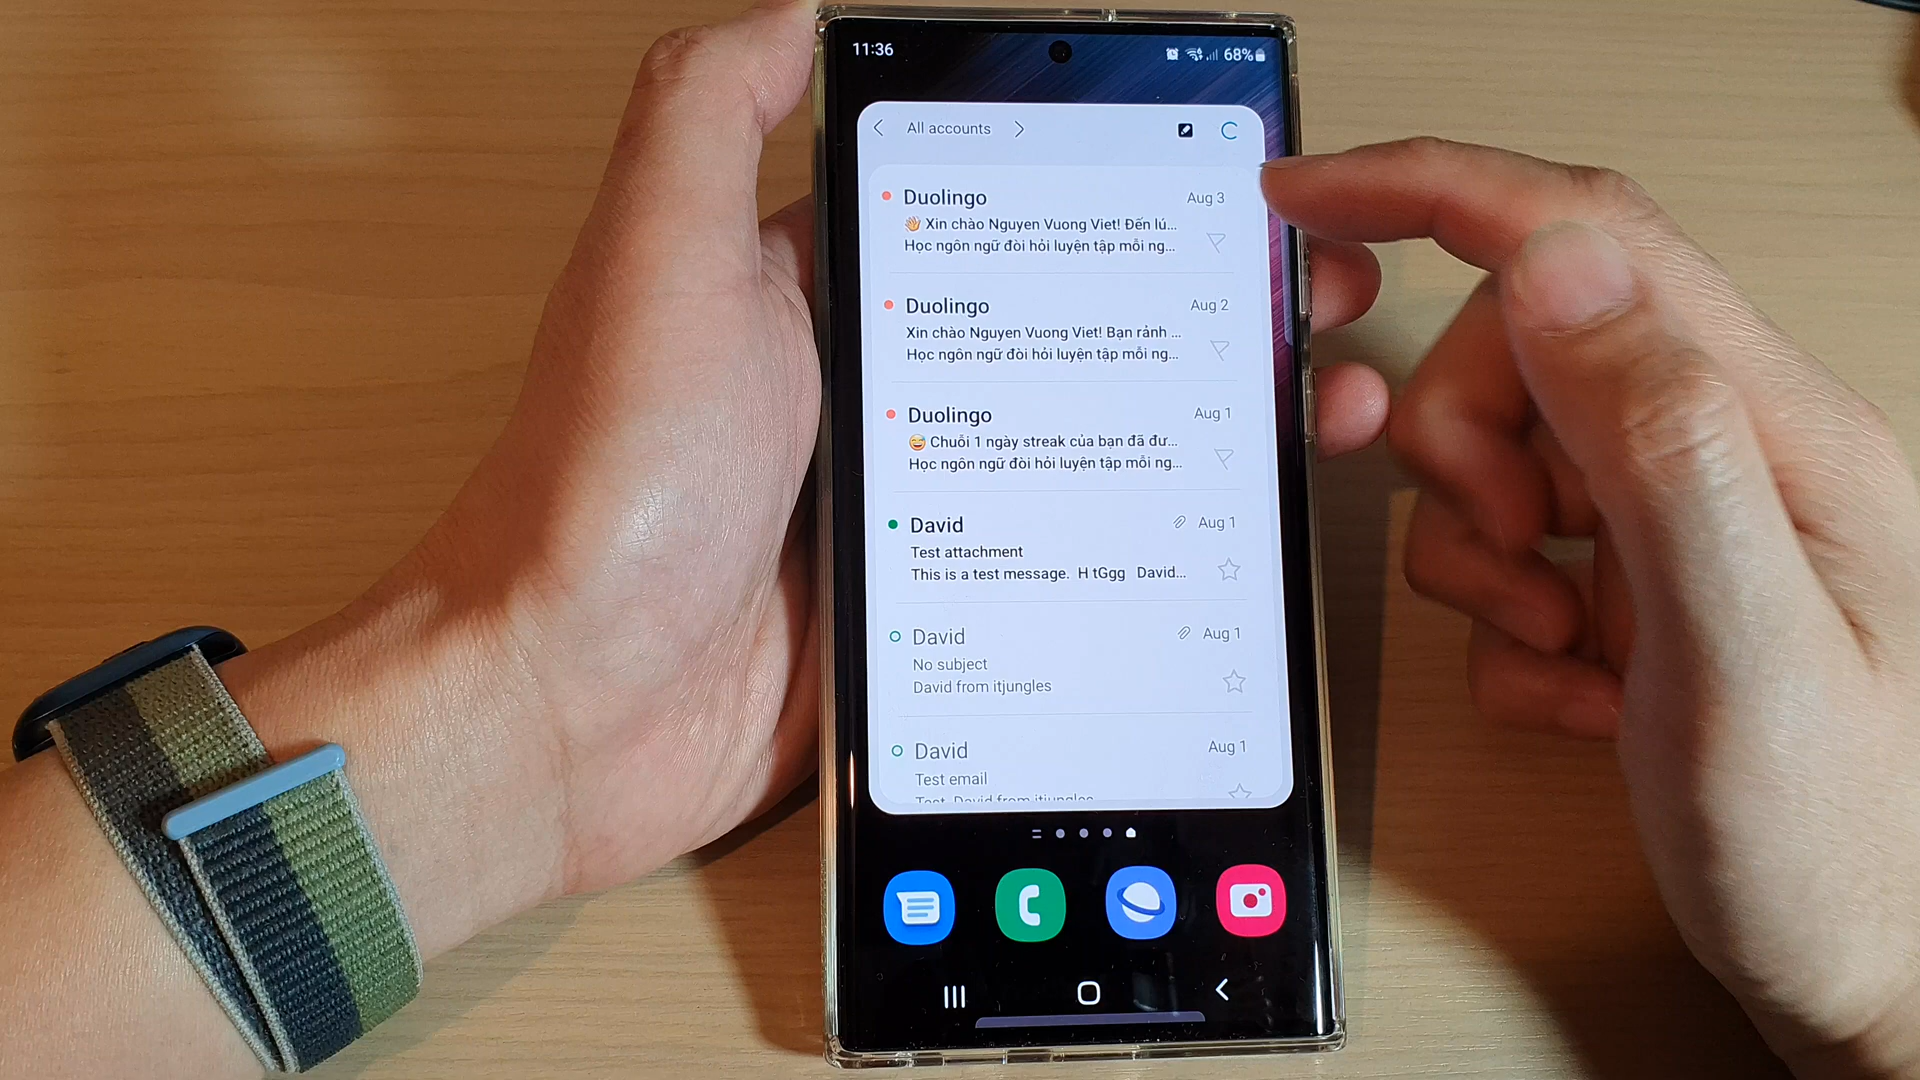 11:36
68%
All accounts
Duolingo
Aug 3
👋 Xin chào Nguyen Vuong Viet! Đến lú...
Học ngôn ngữ đòi hỏi luyện tập mỗi ng...
Duolingo
Aug 2
Xin chào Nguyen Vuong Viet! Bạn rảnh ...
Học ngôn ngữ đòi hỏi luyện tập mỗi ng...
Duolingo
Aug 1
😅 Chuỗi 1 ngày streak của bạn đã đư...
Học ngôn ngữ đòi hỏi luyện tập mỗi ng...
David
Aug 1
Test attachment
This is a test message. H tGgg David...
David
Aug 1
No subject
David from itjungles
David
Aug 1
Test email
Test David from itjungles